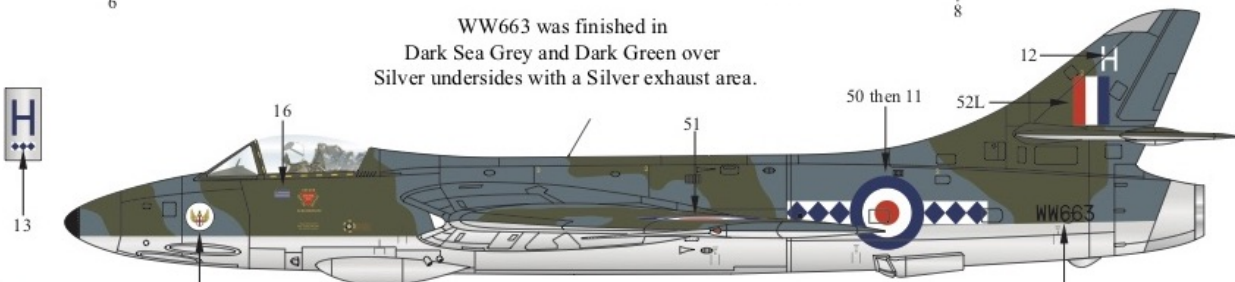 6
8
WW663 was finished in
Dark Sea Grey and Dark Green over
Silver undersides with a Silver exhaust area.
12
H
H
16
51
50 then 11
52L
13
WW663